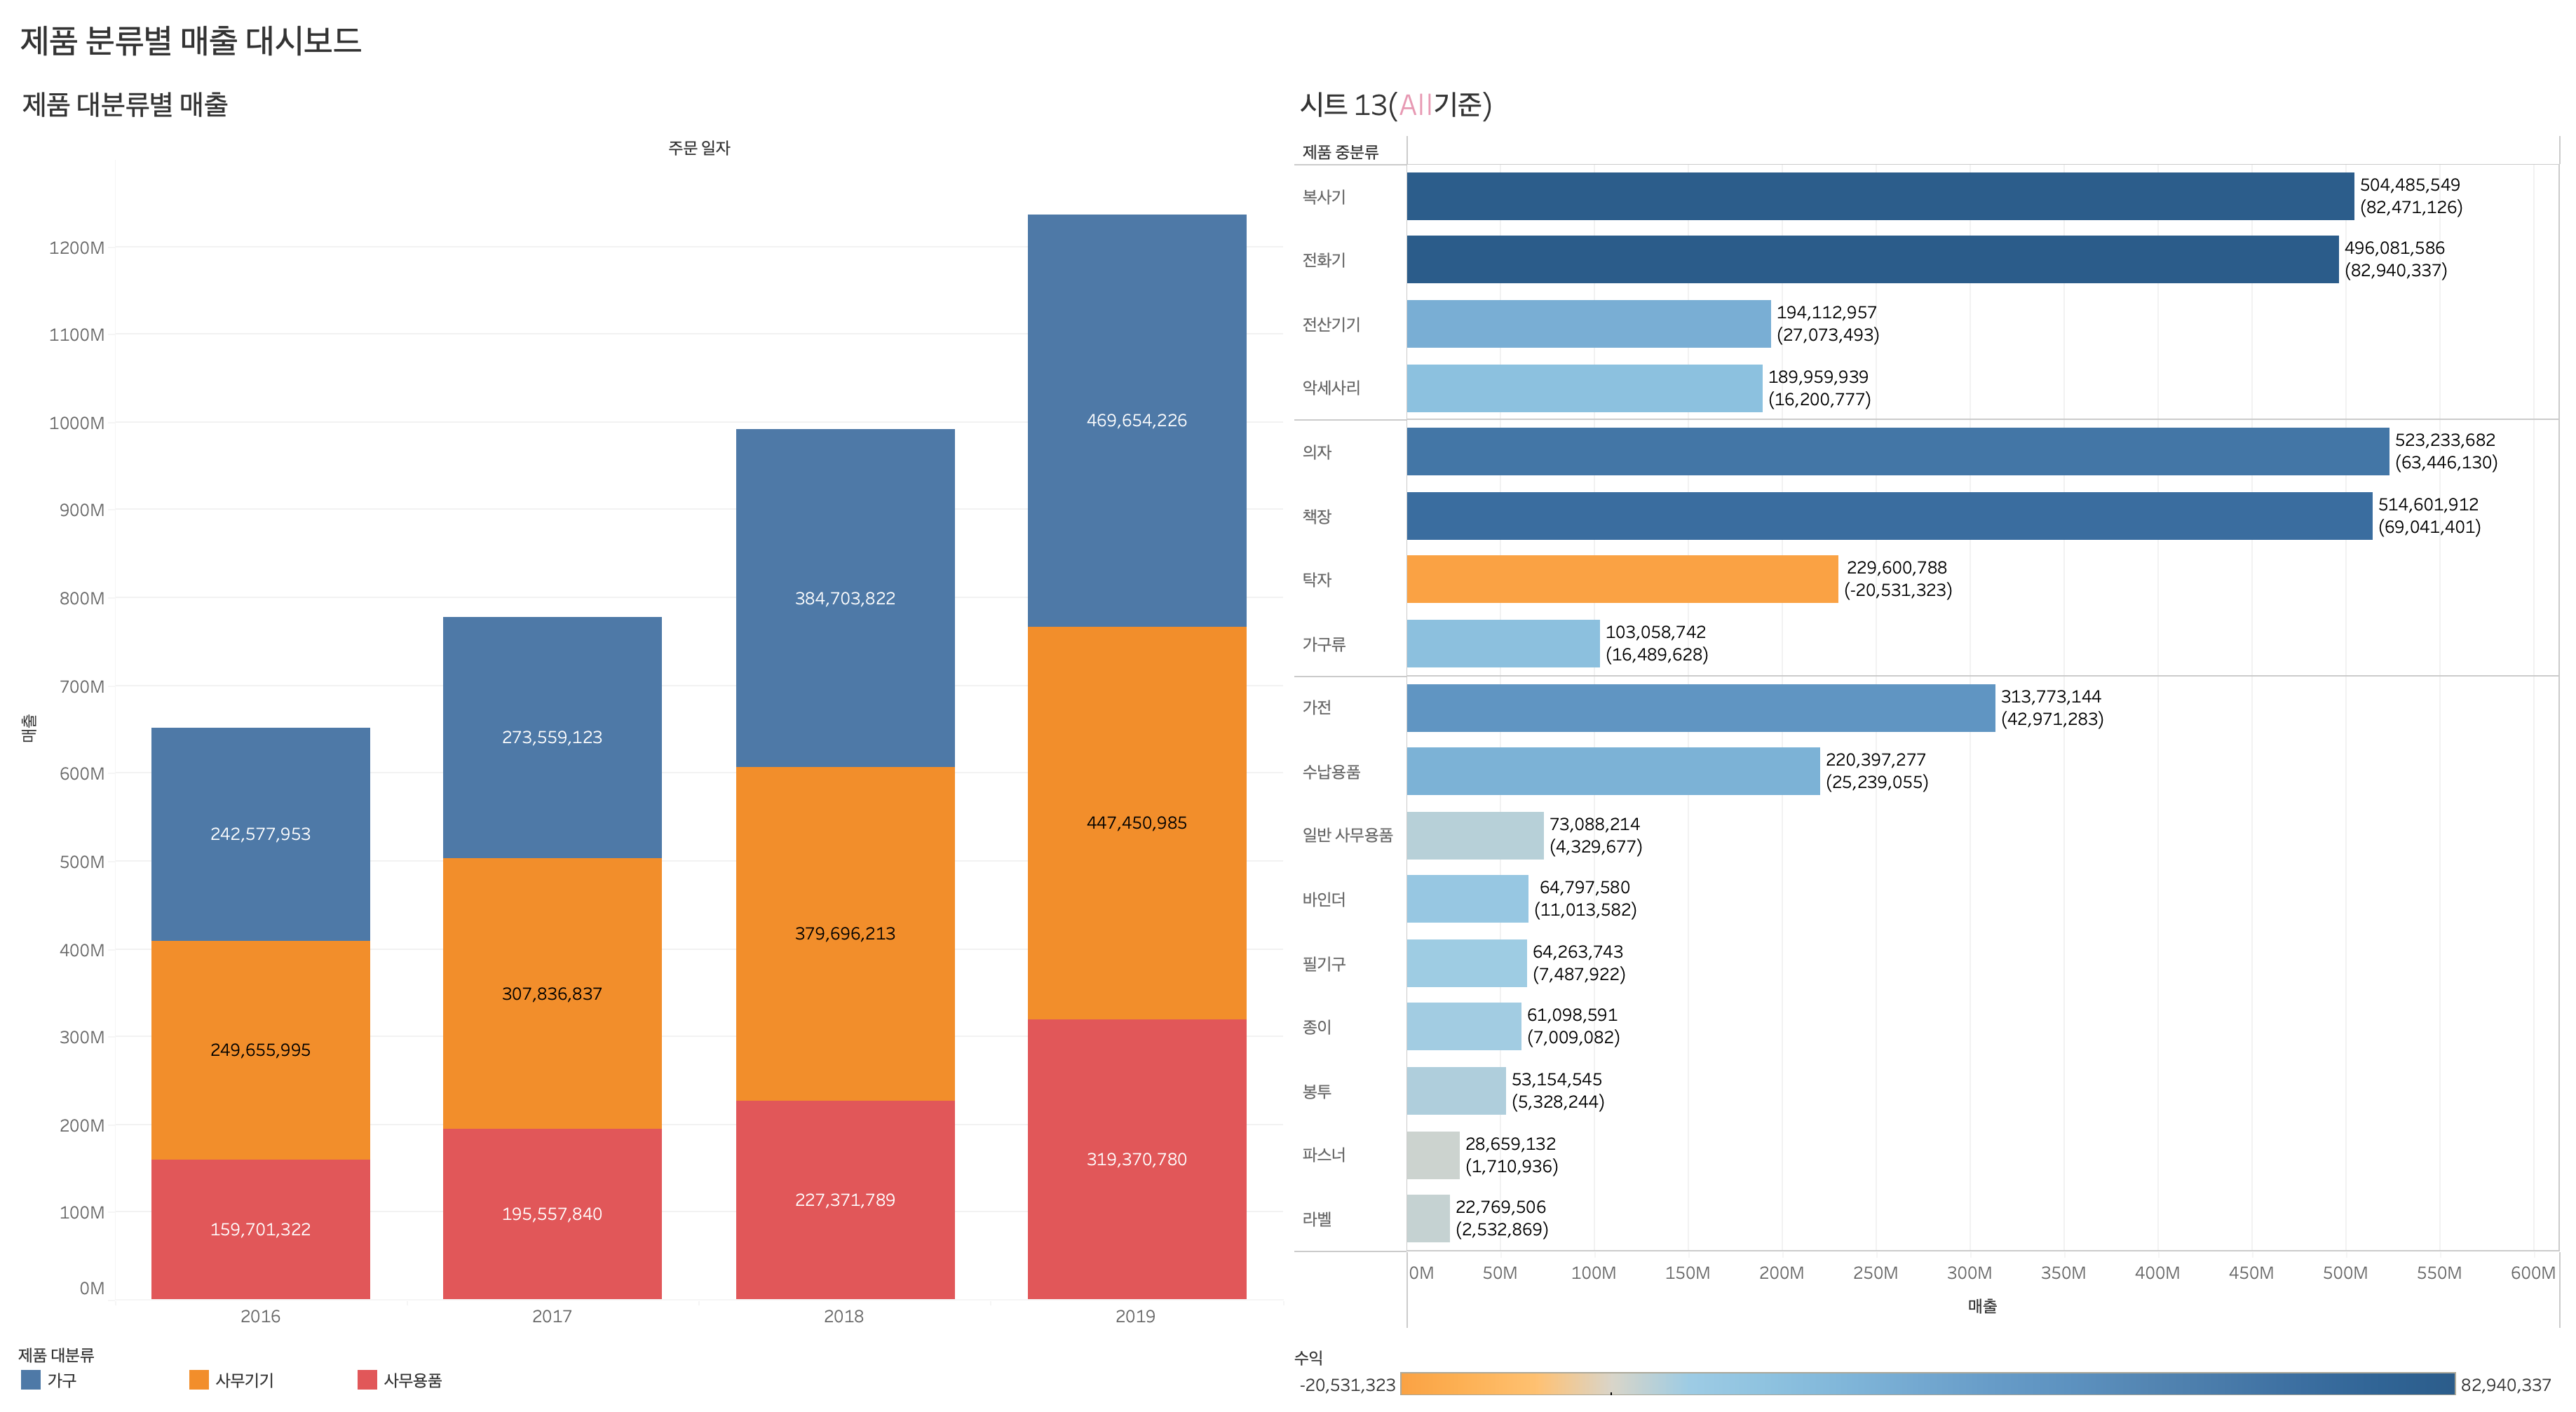 제품 분류별 매출 대시보드
제품 대분류별 매출
주문 일자
매출
1200M
1100M
1000M
900M
800M
700M
600M
500M
400M
300M
200M
100M
0M
242,577,953
249,655,995
159,701,322
273,559,123
307,836,837
195,557,840
384,703,822
379,696,213
227,371,789
469,654,226
447,450,985
319,370,780
2016 2017 2018 2019
제품 대분류
가구 사무기기 사무용품
시트 13(All기준)
제품 중분류
복사기 504,485,549
(82,471,126)
전화기 496,081,586
(82,940,337)
전산기기 194,112,957
(27,073,493)
악세사리 189,959,939
(16,200,777)
의자 523,233,682
(63,446,130)
책장 514,601,912
(69,041,401)
탁자 229,600,788
(-20,531,323)
가구류 103,058,742
(16,489,628)
가전 313,773,144
(42,971,283)
수납용품 220,397,277
(25,239,055)
일반 사무용품 73,088,214
(4,329,677)
바인더 64,797,580
(11,013,582)
필기구 64,263,743
(7,487,922)
종이 61,098,591
(7,009,082)
봉투 53,154,545
(5,328,244)
파스너 28,659,132
(1,710,936)
라벨 22,769,506
(2,532,869)
0M 50M 100M 150M 200M 250M 300M 350M 400M 450M 500M 550M 600M
매출
수익
-20,531,323 82,940,337